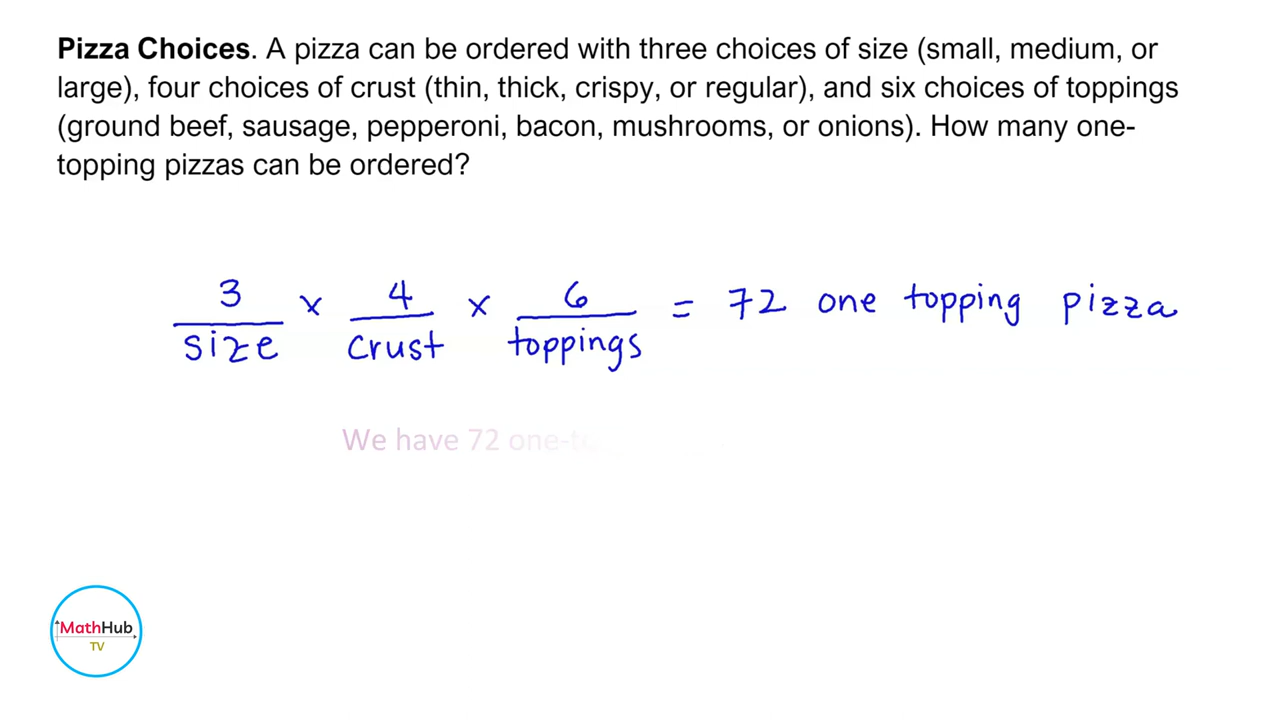 Pizza Choices. A pizza can be ordered with three choices of size (small, medium, or
large), four choices of crust (thin, thick, crispy, or regular), and six choices of toppings
(ground beef, sausage, pepperoni, bacon, mushrooms, or onions). How many one-
topping pizzas can be ordered?
3 × 4 × 6 = 72 one topping pizza
size crust toppings
We have 72 one-to
MathHub
TV